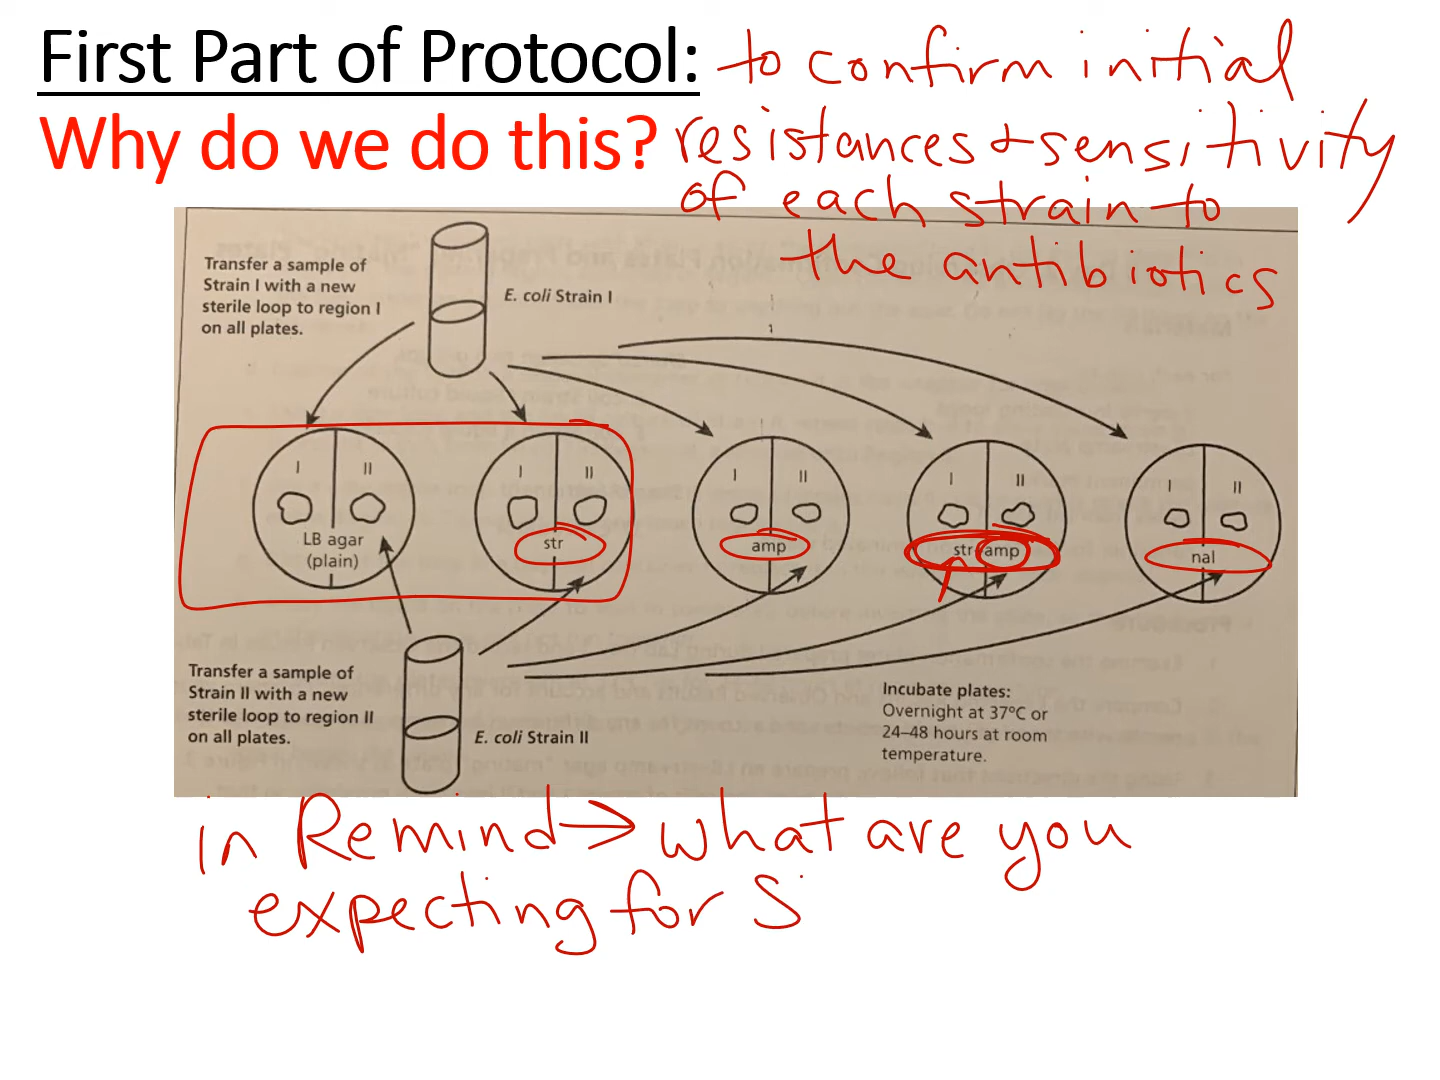 First Part of Protocol: to confirm initial
Why do we do this? resistances + sensitivity
of each strain to
the antibiotics
Transfer a sample of
Strain I with a new
sterile loop to region I
on all plates.
E. coli Strain I
I II
LB agar
(plain)
I II
str
I II
amp
I II
str amp
I II
nal
Transfer a sample of
Strain II with a new
sterile loop to region II
on all plates.
E. coli Strain II
Incubate plates:
Overnight at 37°C or
24–48 hours at room
temperature.
in Remind → what are you
expecting for S